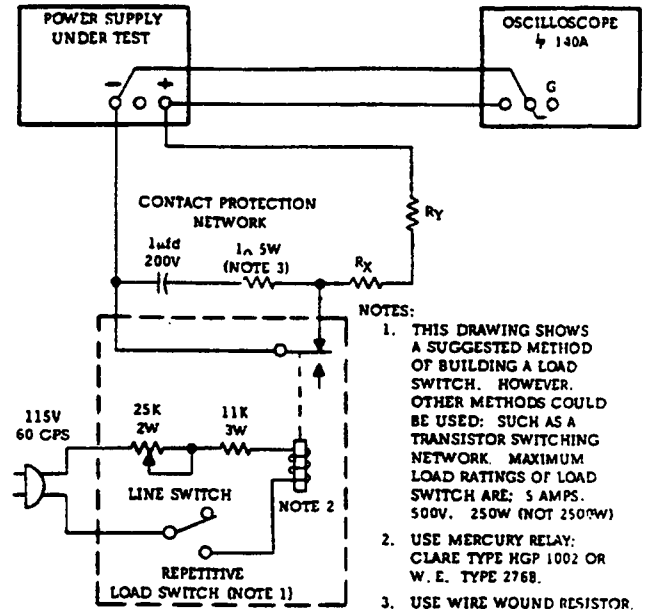 POWER SUPPLY
UNDER TEST
OSCILLOSCOPE
hp 140A
- +
G
-
CONTACT PROTECTION
NETWORK
1µfd
200V
1∩ 5W
(NOTE 3)
RX
RY
115V
60 CPS
25K
2W
11K
3W
LINE SWITCH
NOTE 2
REPETITIVE
LOAD SWITCH (NOTE 1)
NOTES:
1. THIS DRAWING SHOWS
A SUGGESTED METHOD
OF BUILDING A LOAD
SWITCH. HOWEVER.
OTHER METHODS COULD
BE USED: SUCH AS A
TRANSISTOR SWITCHING
NETWORK. MAXIMUM
LOAD RATINGS OF LOAD
SWITCH ARE; 5 AMPS.
500V. 250W (NOT 2500W)
2. USE MERCURY RELAY:
CLARE TYPE HGP 1002 OR
W. E. TYPE 276B.
3. USE WIRE WOUND RESISTOR.